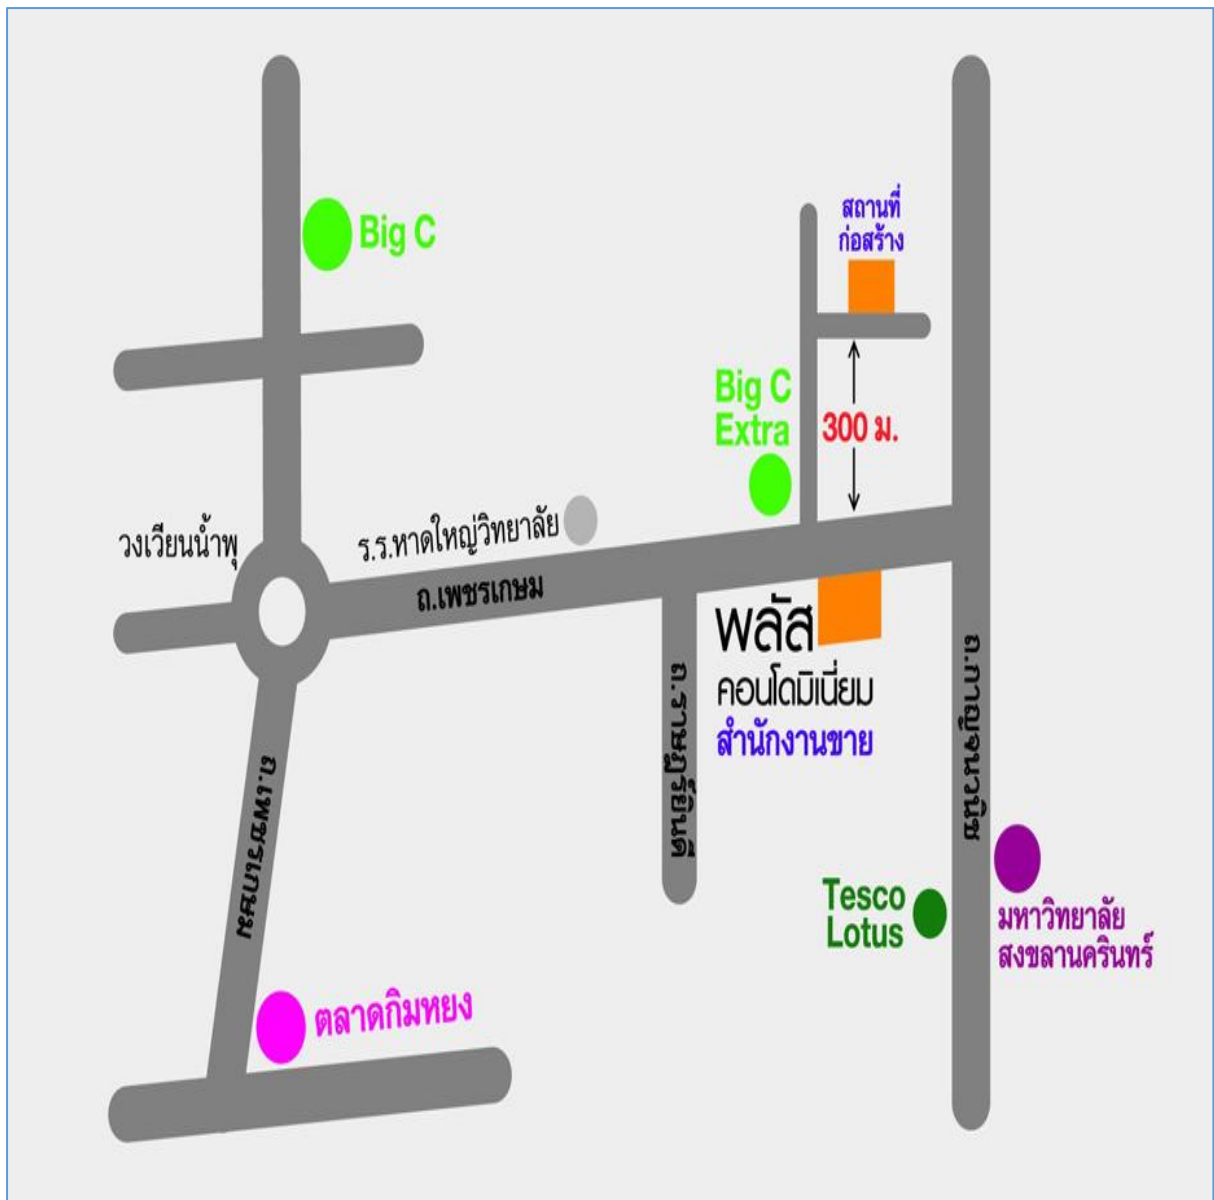 สถานที่
ก่อสร้าง
Big C
Big C
Extra
300 ม.
วงเวียนน้ำพุ
ร.ร.หาดใหญ่วิทยาลัย
ถ.เพชรเกษม
พลัส
คอนโดมิเนี่ยม
สำนักงานขาย
ถ.ราษฎร์ยินดี
ถ.กาญจนวนิช
ถ.เพชรเกษม
Tesco
Lotus
มหาวิทยาลัย
สงขลานครินทร์
ตลาดกิมหยง